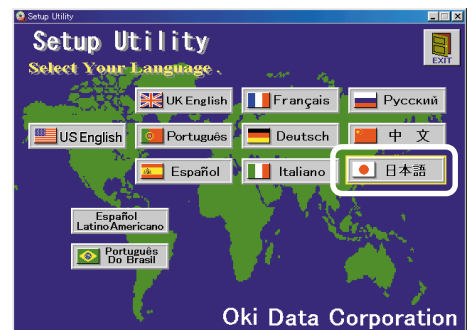 Setup Utility
Setup Utility
EXIT
Select Your Language .
UK English
Français
Русский
US English
Português
Deutsch
中 文
Español
Italiano
日本語
Español
Latino Americano
Português
Do Brasil
Oki Data Corporation